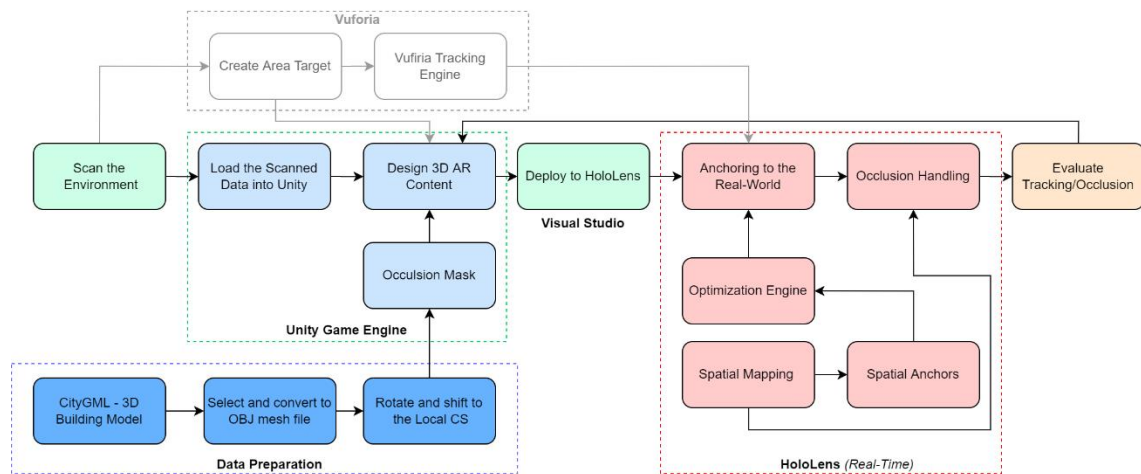 Vuforia
Create Area Target
Vufiria Tracking
Engine
Scan the
Environment
Load the Scanned
Data into Unity
Design 3D AR
Content
Deploy to HoloLens
Visual Studio
Anchoring to the
Real-World
Occlusion Handling
Evaluate
Tracking/Occlusion
Occulsion Mask
Unity Game Engine
Optimization Engine
Spatial Mapping
Spatial Anchors
CityGML - 3D
Building Model
Select and convert to
OBJ mesh file
Rotate and shift to
the Local CS
Data Preparation
HoloLens (Real-Time)